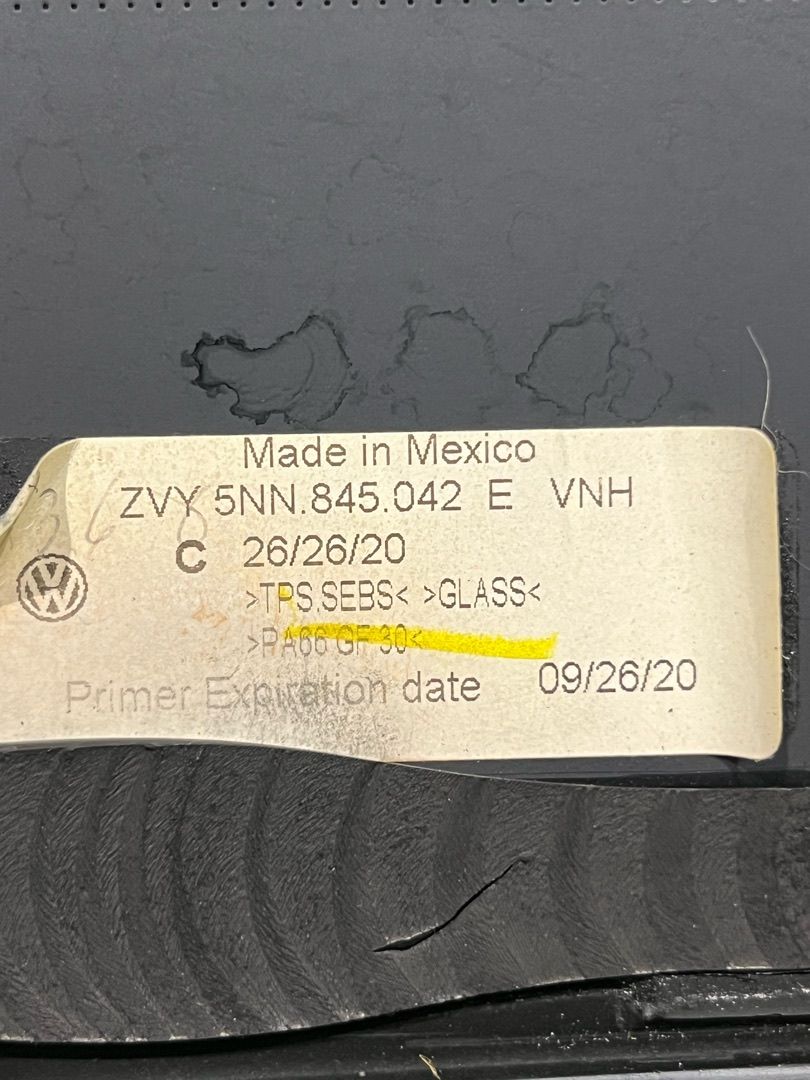 Made in Mexico
ZVY 5NN.845.042 E VNH
C 26/26/20
>TPS.SEBS< >GLASS<
>PA66 GF 30<
Primer Expiration date 09/26/20